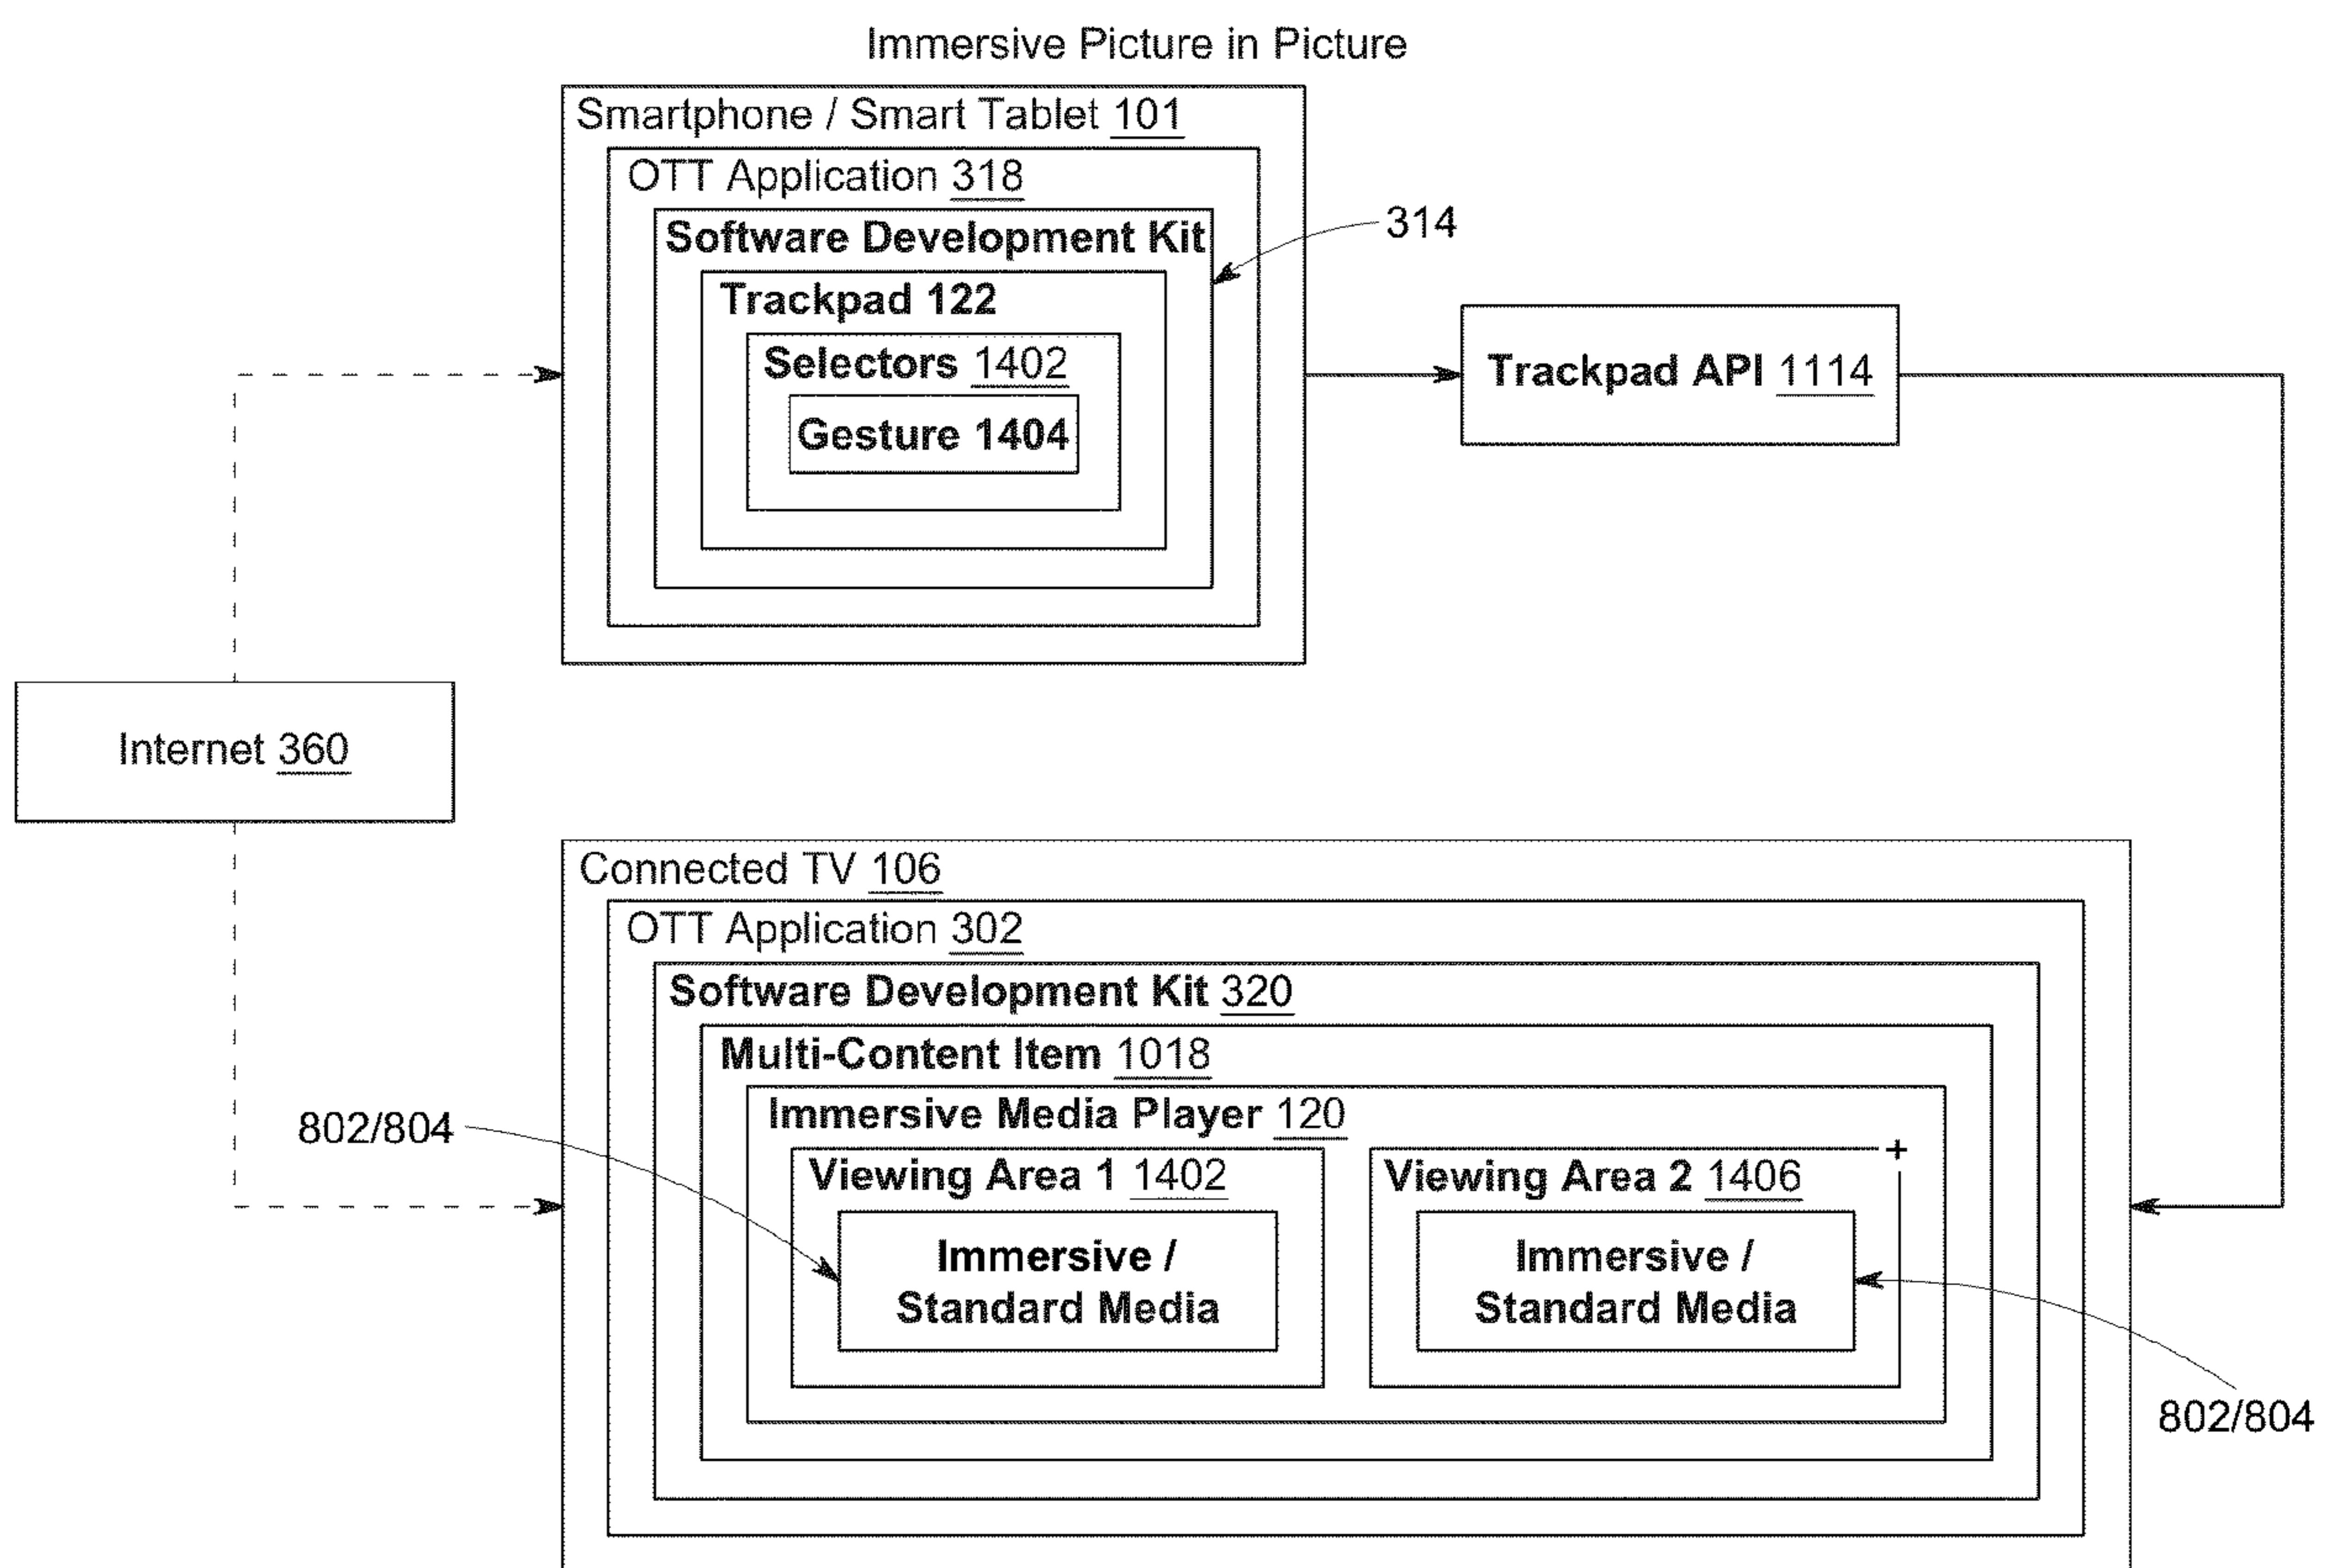 Immersive Picture in Picture
Smartphone / Smart Tablet 101
OTT Application 318
Software Development Kit
314
Trackpad 122
Selectors 1402
Gesture 1404
Trackpad API 1114
Internet 360
Connected TV 106
OTT Application 302
Software Development Kit 320
Multi-Content Item 1018
Immersive Media Player 120
802/804
Viewing Area 1 1402
Immersive /
Standard Media
Viewing Area 2 1406
+
Immersive /
Standard Media
802/804